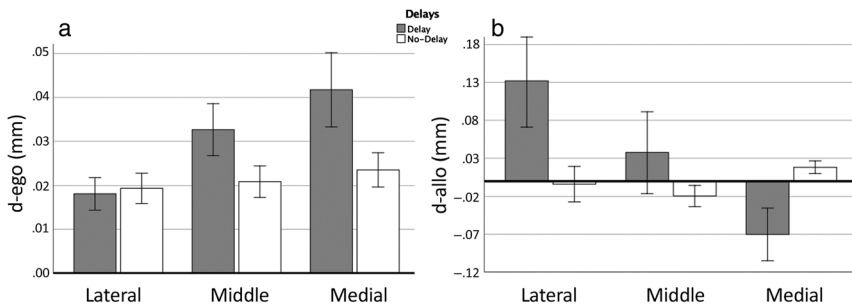 a
Delays
Delay
No-Delay
b
.05
.04
.03
.02
.01
.00
d-ego (mm)
Lateral Middle Medial
.18
.13
.08
.03
−.02
−.07
−.12
d-allo (mm)
Lateral Middle Medial